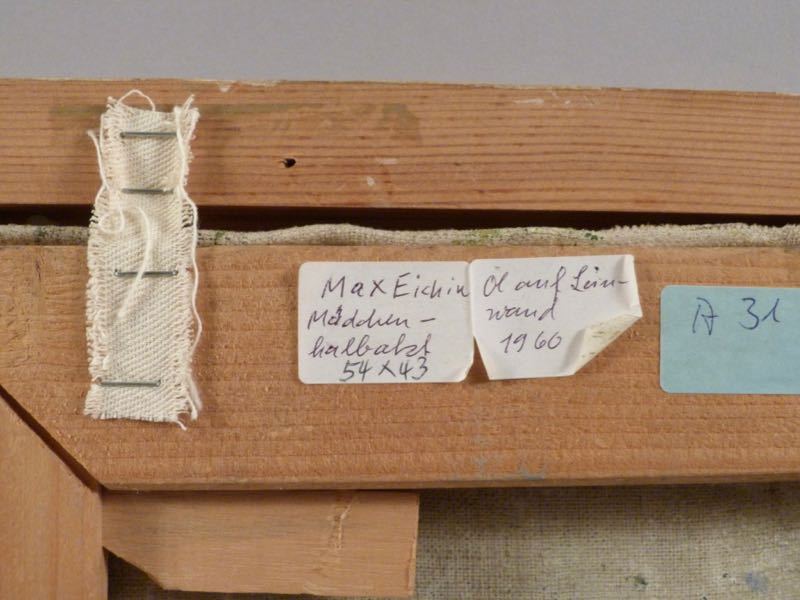 Max Eichin
Mädchen-
halbakt
54 x 43
Öl auf Lein-
wand
1960
A 31